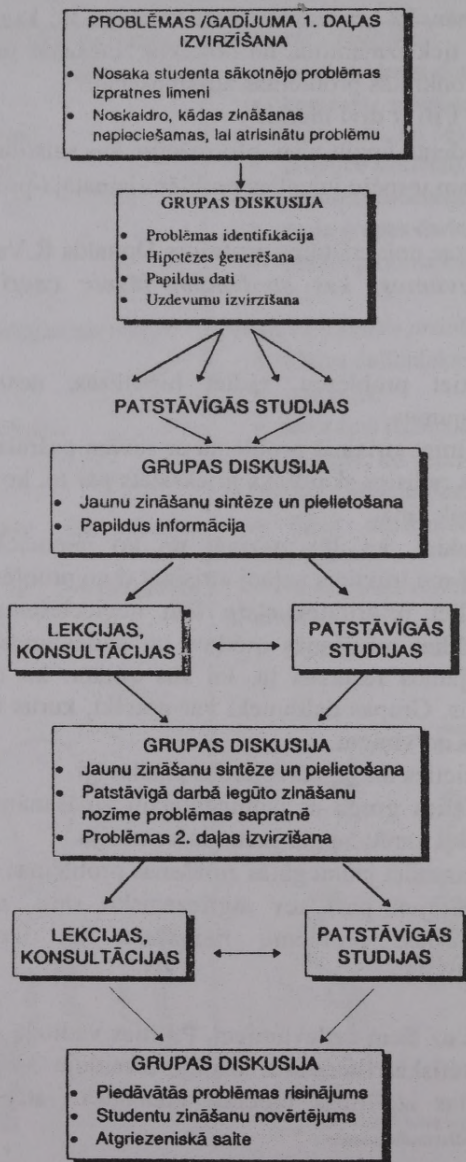 PROBLĒMAS /GADĪJUMA 1. DAĻAS
IZVIRZĪŠANA
• Nosaka studenta sākotnējo problēmas
izpratnes līmeni
• Noskaidro, kādas zināšanas
nepieciešamas, lai atrisinātu problēmu
GRUPAS DISKUSIJA
• Problēmas identifikācija
• Hipotēzes ģenerēšana
• Papildus dati
• Uzdevumu izvirzīšana
PATSTĀVĪGĀS STUDIJAS
GRUPAS DISKUSIJA
• Jaunu zināšanu sintēze un pielietošana
• Papildus informācija
LEKCIJAS,
KONSULTĀCIJAS
PATSTĀVĪGĀS
STUDIJAS
GRUPAS DISKUSIJA
• Jaunu zināšanu sintēze un pielietošana
• Patstāvīgā darbā iegūto zināšanu
nozīme problēmas sapratnē
• Problēmas 2. daļas izvirzīšana
LEKCIJAS,
KONSULTĀCIJAS
PATSTĀVĪGĀS
STUDIJAS
GRUPAS DISKUSIJA
• Piedāvātās problēmas risinājums
• Studentu zināšanu novērtējums
• Atgriezeniskā saite